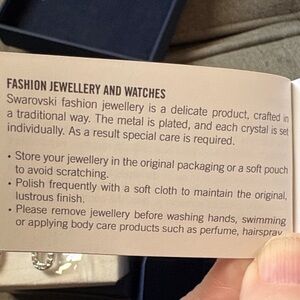 FASHION JEWELLERY AND WATCHES
Swarovski fashion jewellery is a delicate product, crafted in
a traditional way. The metal is plated, and each crystal is set
individually. As a result special care is required.
• Store your jewellery in the original packaging or a soft pouch
to avoid scratching.
• Polish frequently with a soft cloth to maintain the original,
lustrous finish.
• Please remove jewellery before washing hands, swimming
or applying body care products such as perfume, hairspray